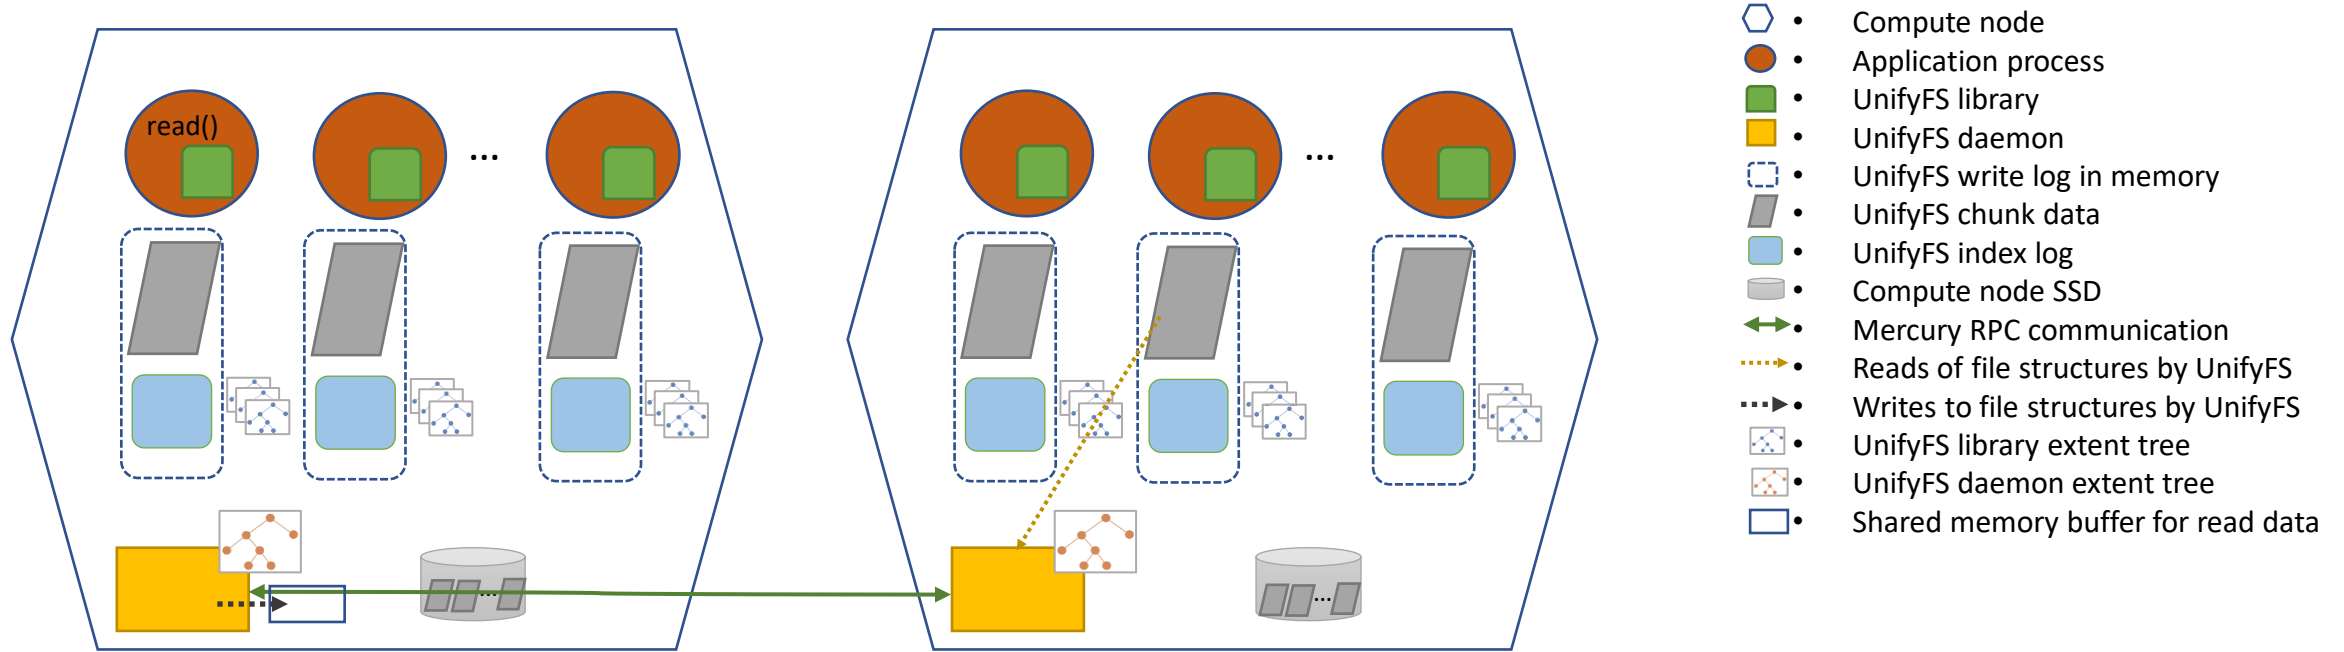 read()
...
...
...
...
• Compute node
• Application process
• UnifyFS library
• UnifyFS daemon
• UnifyFS write log in memory
• UnifyFS chunk data
• UnifyFS index log
• Compute node SSD
• Mercury RPC communication
• Reads of file structures by UnifyFS
• Writes to file structures by UnifyFS
• UnifyFS library extent tree
• UnifyFS daemon extent tree
• Shared memory buffer for read data